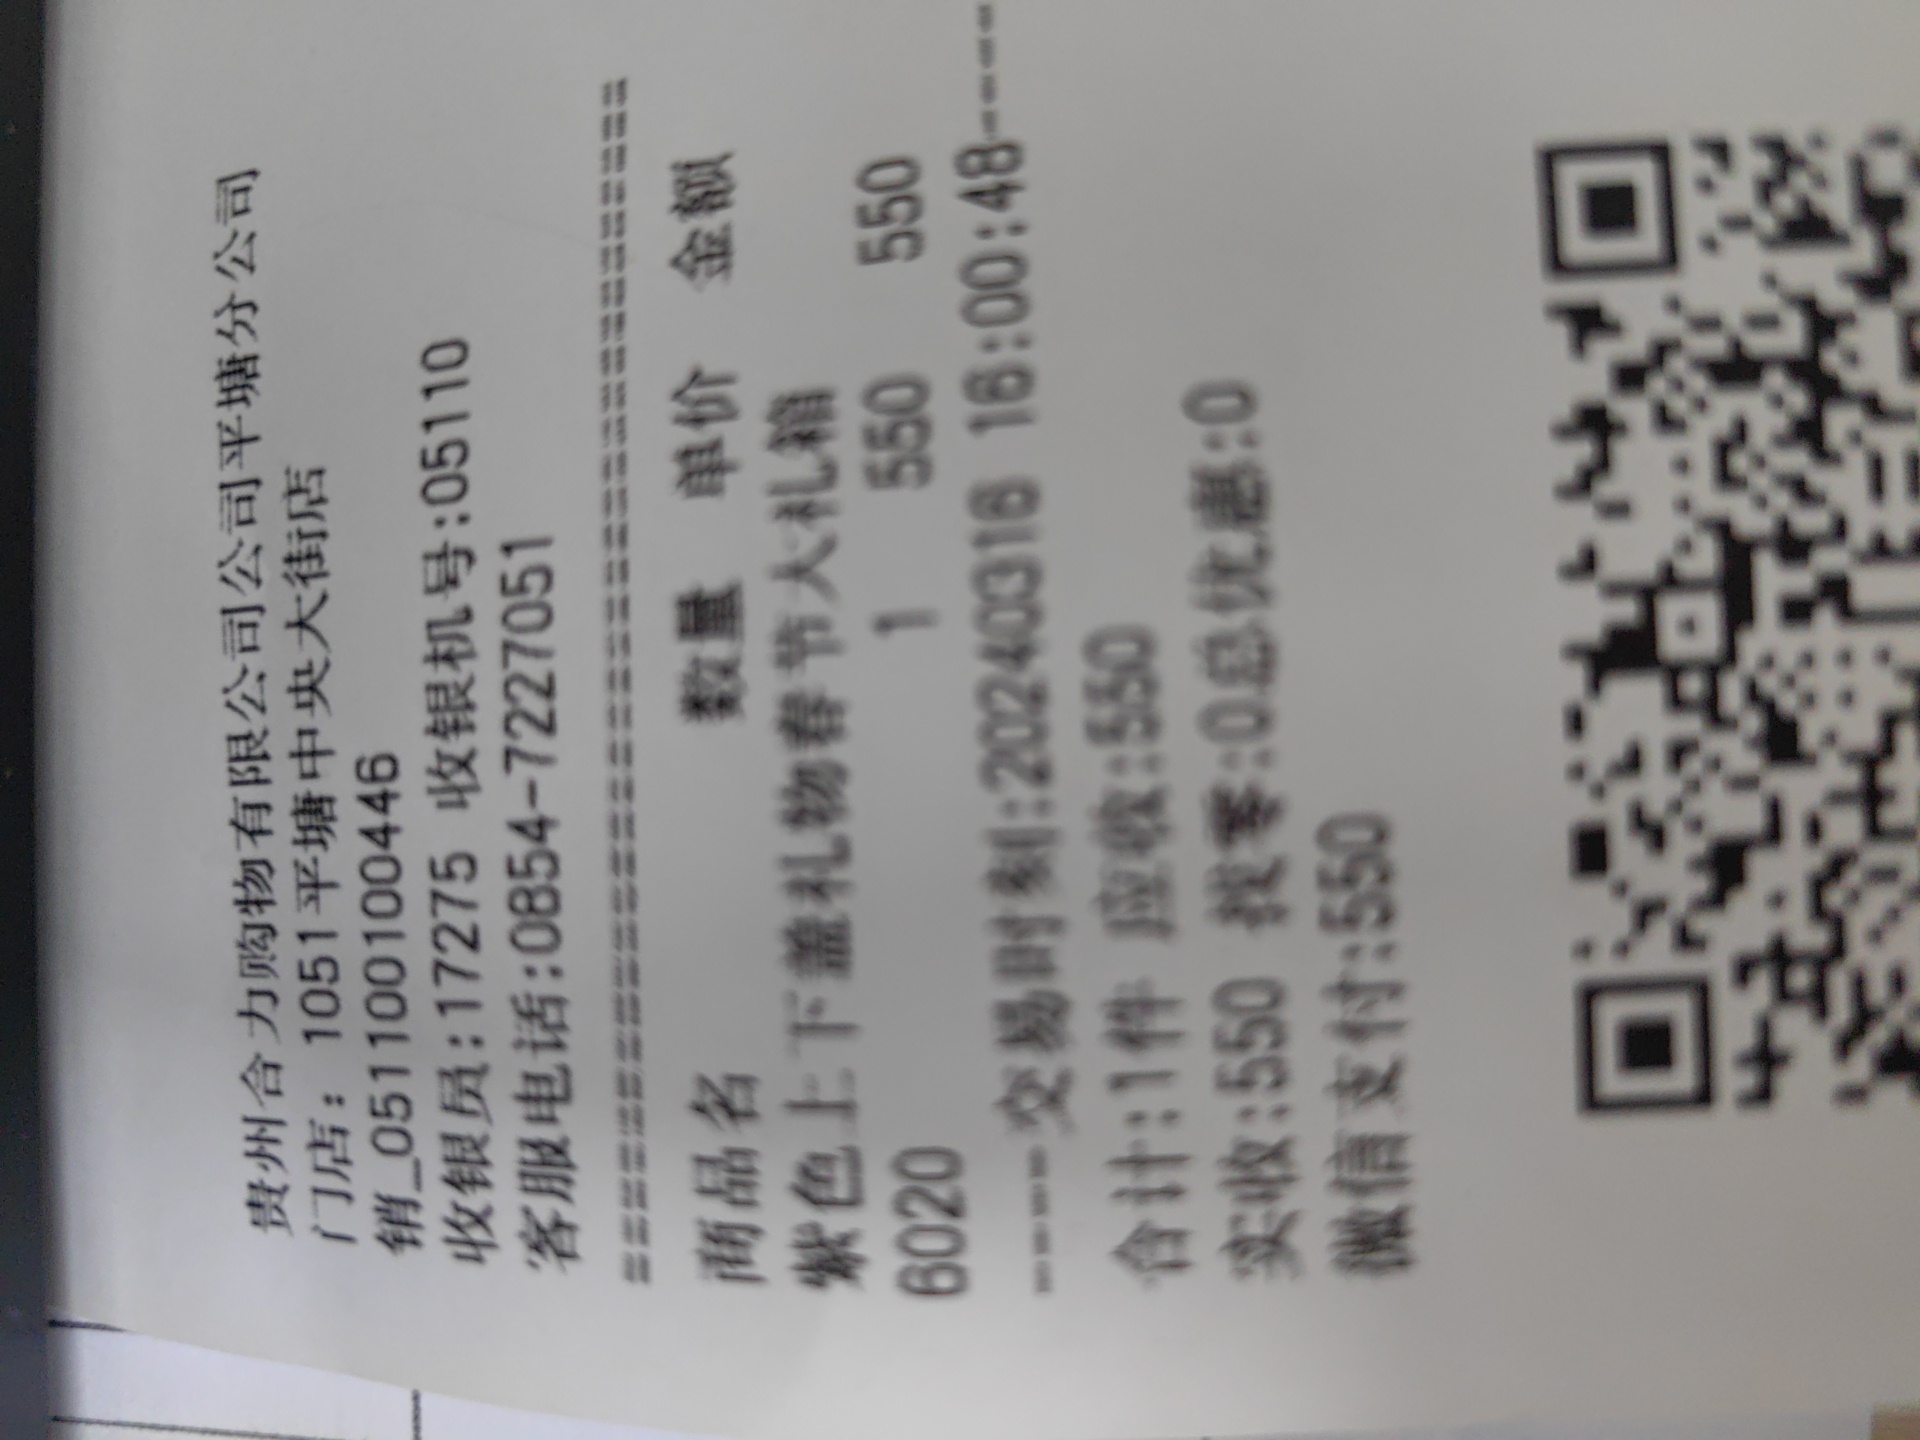 贵州合力购物有限公司公司平塘分公司
门店：1051平塘中央大街店
销_0511001000446
收银员:17275 收银机号:05110
客服电话:0854-7227051
================================
商品名 数量 单价 金额
紫色上下盖礼物春节大礼箱
6020 1 550 550
----交易时刻:20240316 16:00:48----
合计:1件 应收:550
实收:550 找零:0总优惠:0
微信支付:550